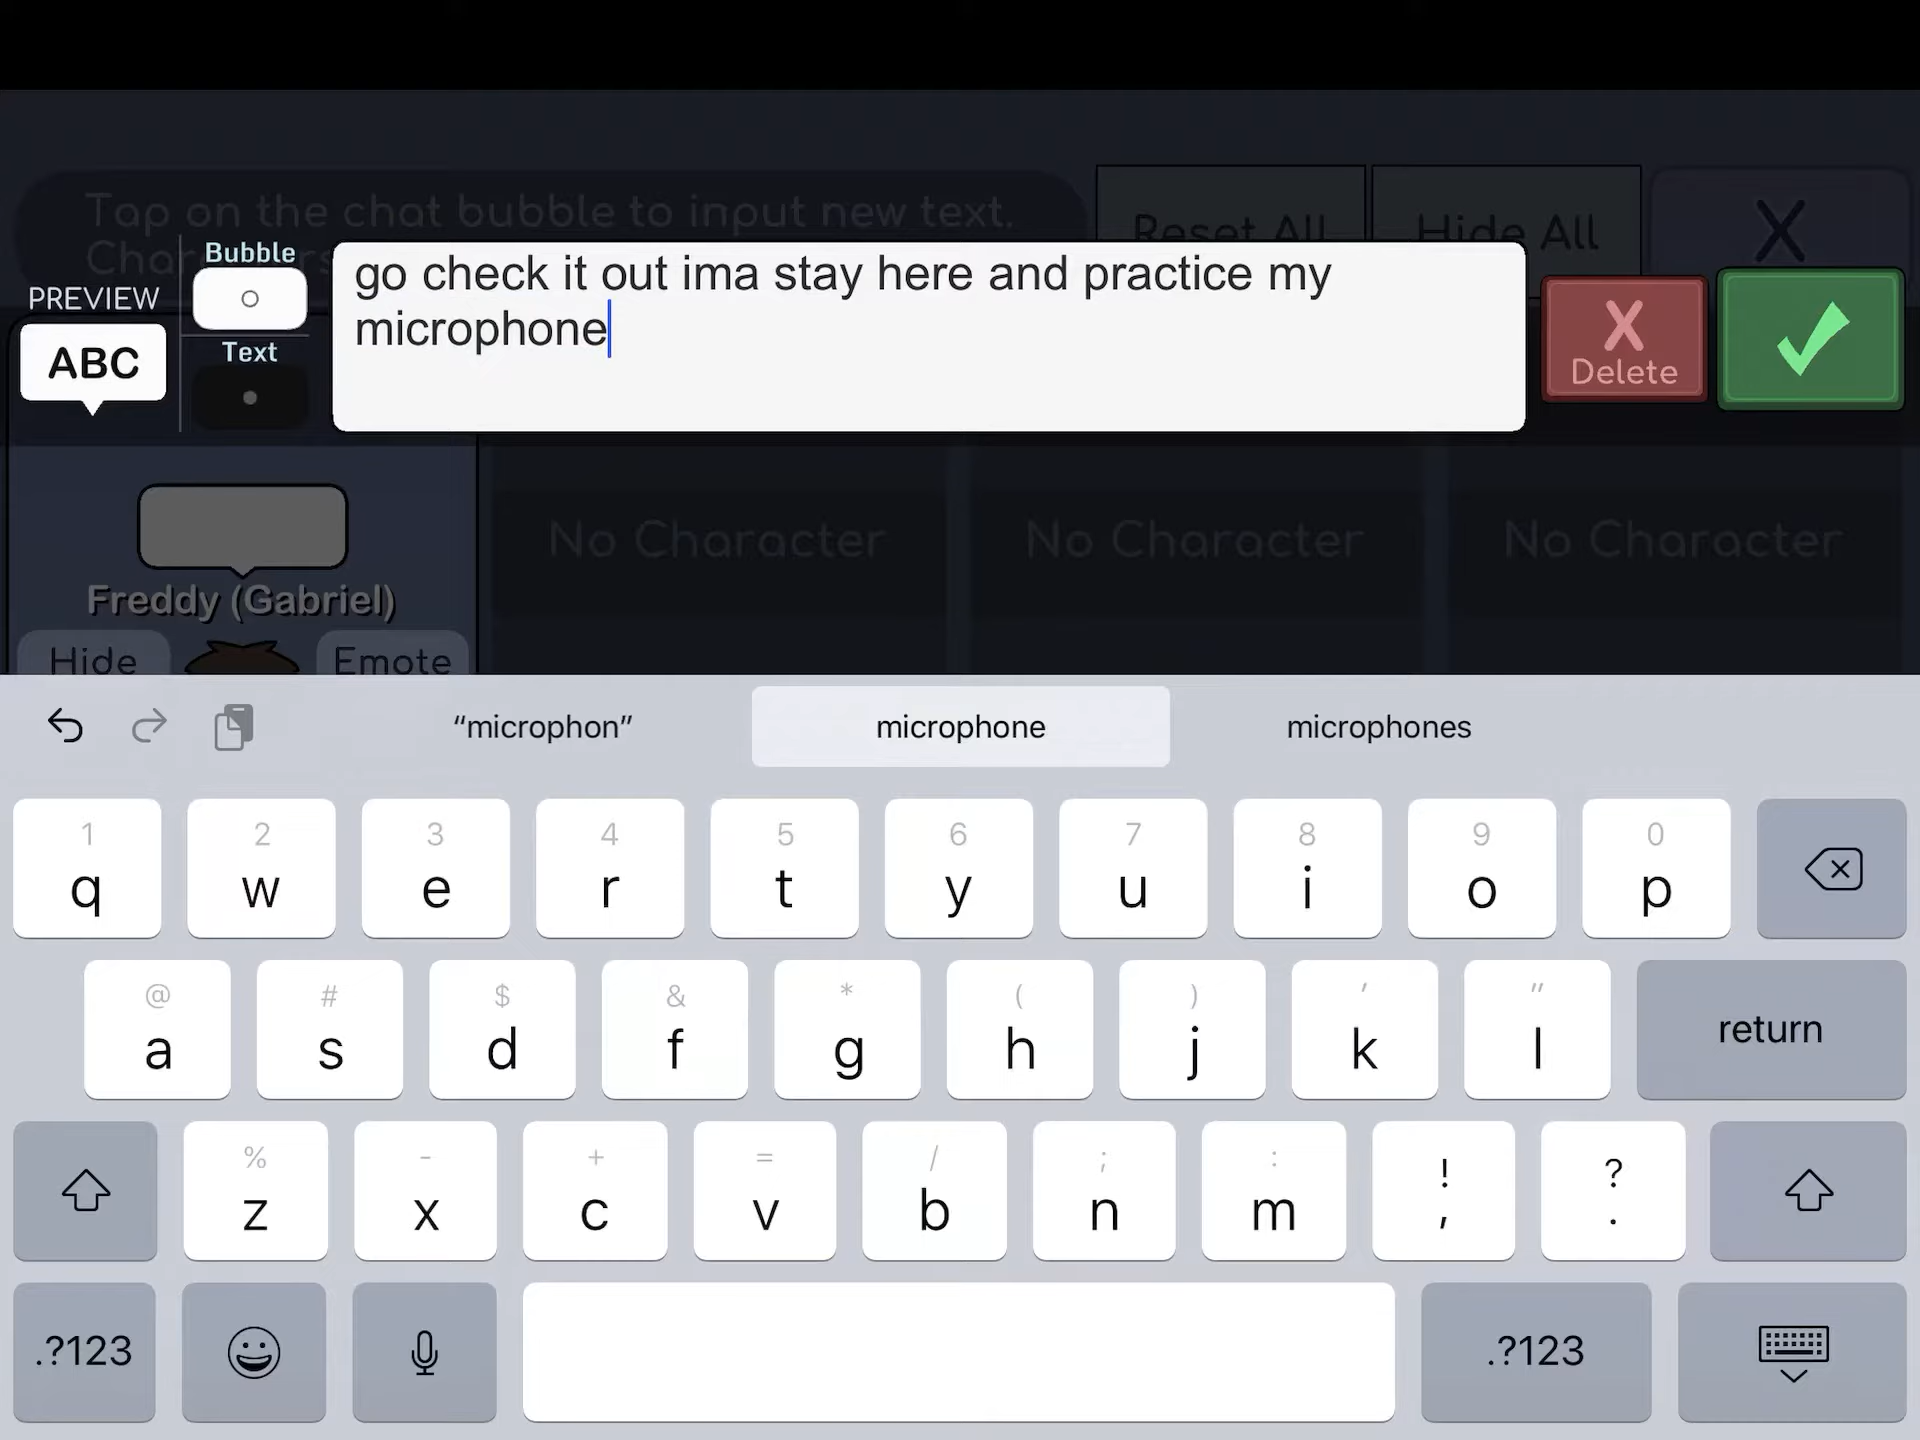 Tap on the chat bubble to input new text.
Characters
Reset All
Hide All
X
Bubble
PREVIEW
ABC
Text
go check it out ima stay here and practice my
microphone
X
Delete
No Character
No Character
No Character
Freddy (Gabriel)
Hide
Emote
“microphon”
microphone
microphones
1 2 3 4 5 6 7 8 9 0
q w e r t y u i o p
@ # $ & * ( ) ' "
a s d f g h j k l
return
% - + = / ; : ! ?
z x c v b n m , .
.?123
.?123